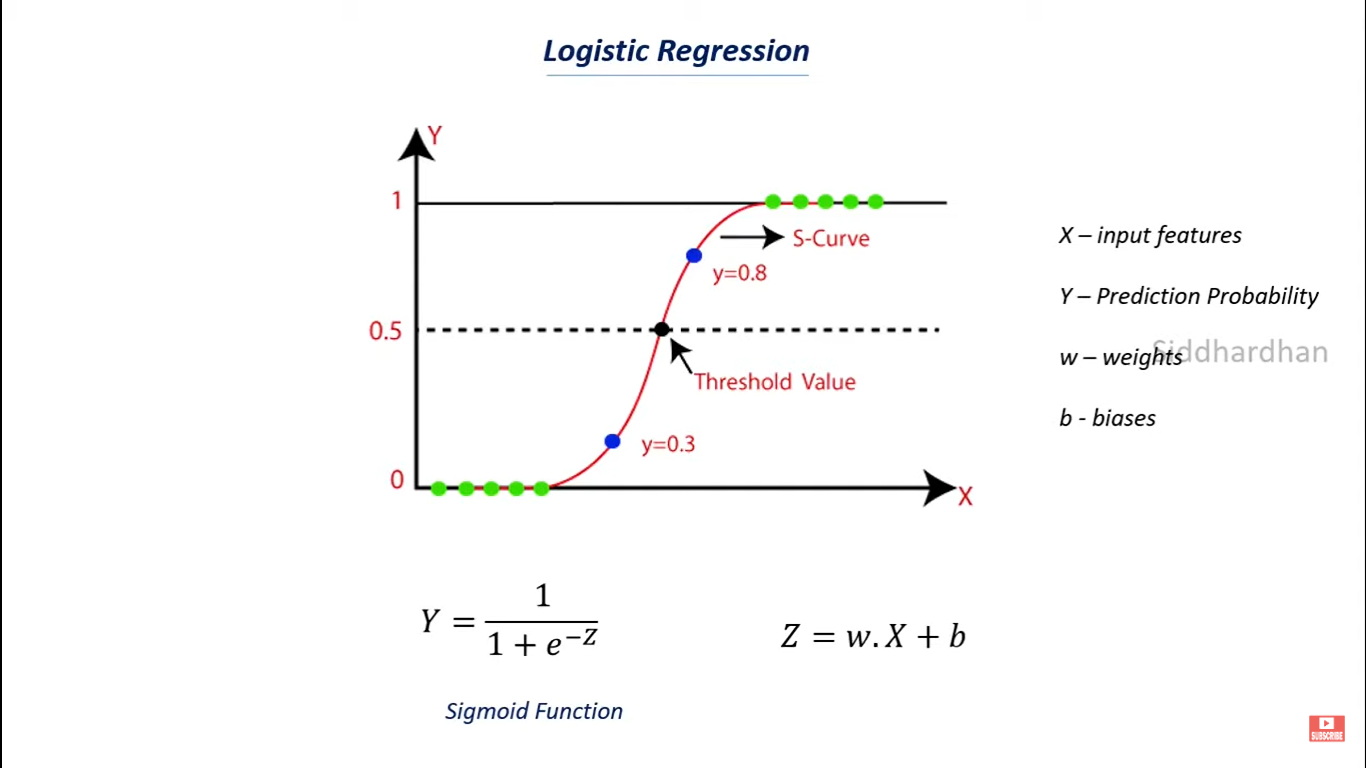 Logistic Regression
Y
1
S-Curve
y=0.8
0.5
Threshold Value
y=0.3
0
X
X – input features
Y – Prediction Probability
w – weights
Siddhardhan
b - biases
Y = 1 / (1 + e^−Z)
Z = w.X + b
Sigmoid Function
SUBSCRIBE